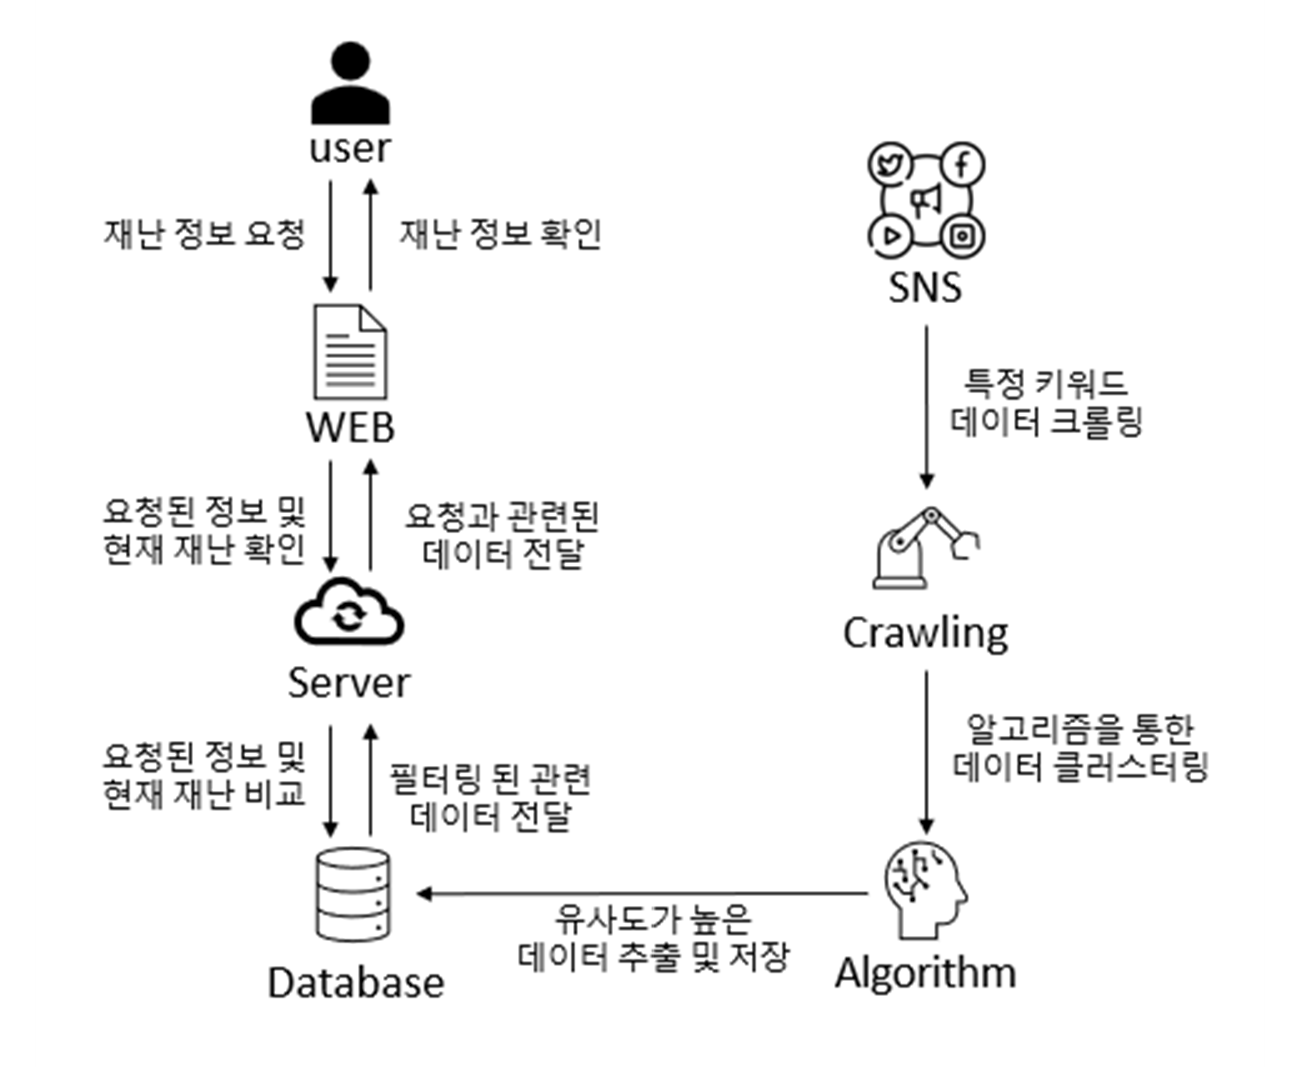 user
재난 정보 요청
재난 정보 확인
WEB
요청된 정보 및
현재 재난 확인
요청과 관련된
데이터 전달
Server
요청된 정보 및
현재 재난 비교
필터링 된 관련
데이터 전달
Database
SNS
특정 키워드
데이터 크롤링
Crawling
알고리즘을 통한
데이터 클러스터링
Algorithm
유사도가 높은
데이터 추출 및 저장